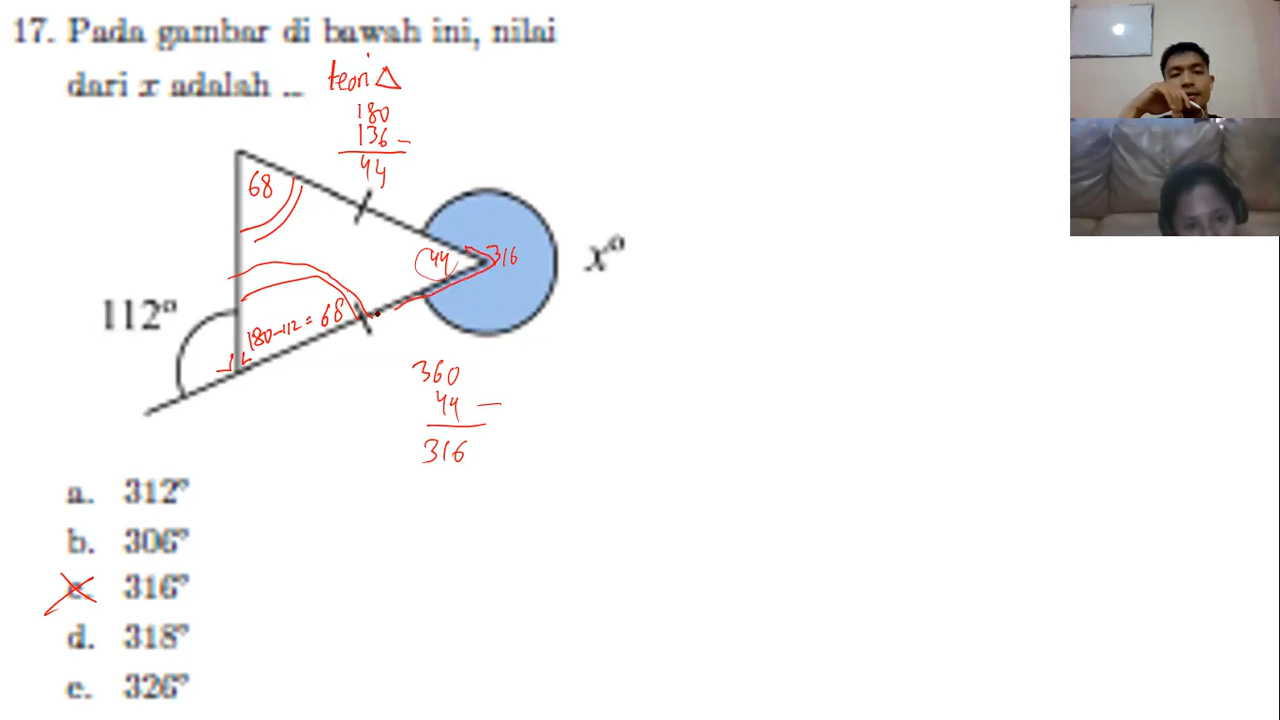 17. Pada gambar di bawah ini, nilai
dari x adalah ...
teori △
180
136 -
44
68
44
316
x°
112°
180-112 = 68
360
44 -
316
a. 312°
b. 306°
c. 316°
d. 318°
e. 326°